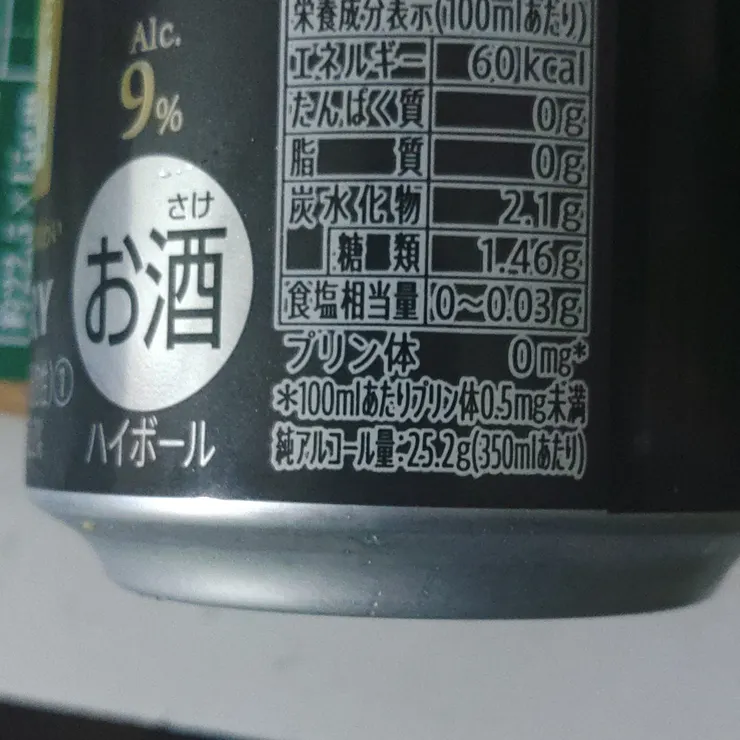 Alc.
9%
さけ
お酒
ハイボール
栄養成分表示(100mlあたり)
エネルギー 60kcal
たんぱく質 0g
脂質 0g
炭水化物 2.1g
糖類 1.46g
食塩相当量 0～0.03g
プリン体 0mg*
*100mlあたりプリン体0.5mg未満
純アルコール量:25.2g(350mlあたり)